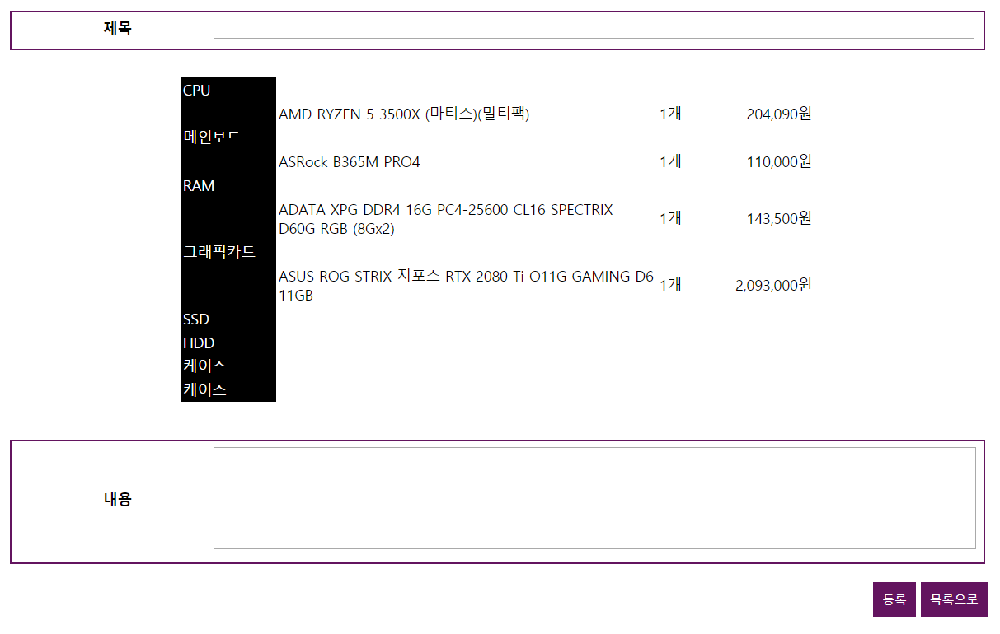 제목
CPU
AMD RYZEN 5 3500X (마티스)(멀티팩) 1개 204,090원
메인보드
ASRock B365M PRO4 1개 110,000원
RAM
ADATA XPG DDR4 16G PC4-25600 CL16 SPECTRIX
D60G RGB (8Gx2)
1개 143,500원
그래픽카드
ASUS ROG STRIX 지포스 RTX 2080 Ti O11G GAMING D6
11GB
1개 2,093,000원
SSD
HDD
케이스
케이스
내용
등록 목록으로